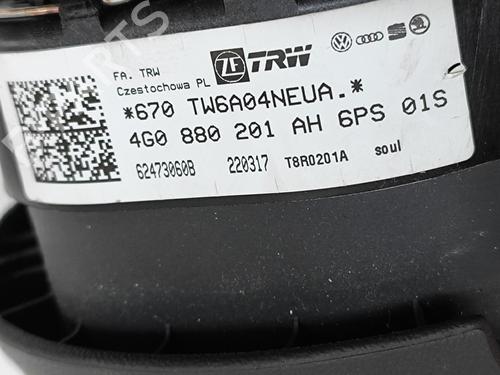 ZF TRW
FA. TRW
Czestochowa PL
*670 TW6A04NEUA.*
4G0 880 201 AH 6PS 01S
62473060B 220317 T8R0201A soul